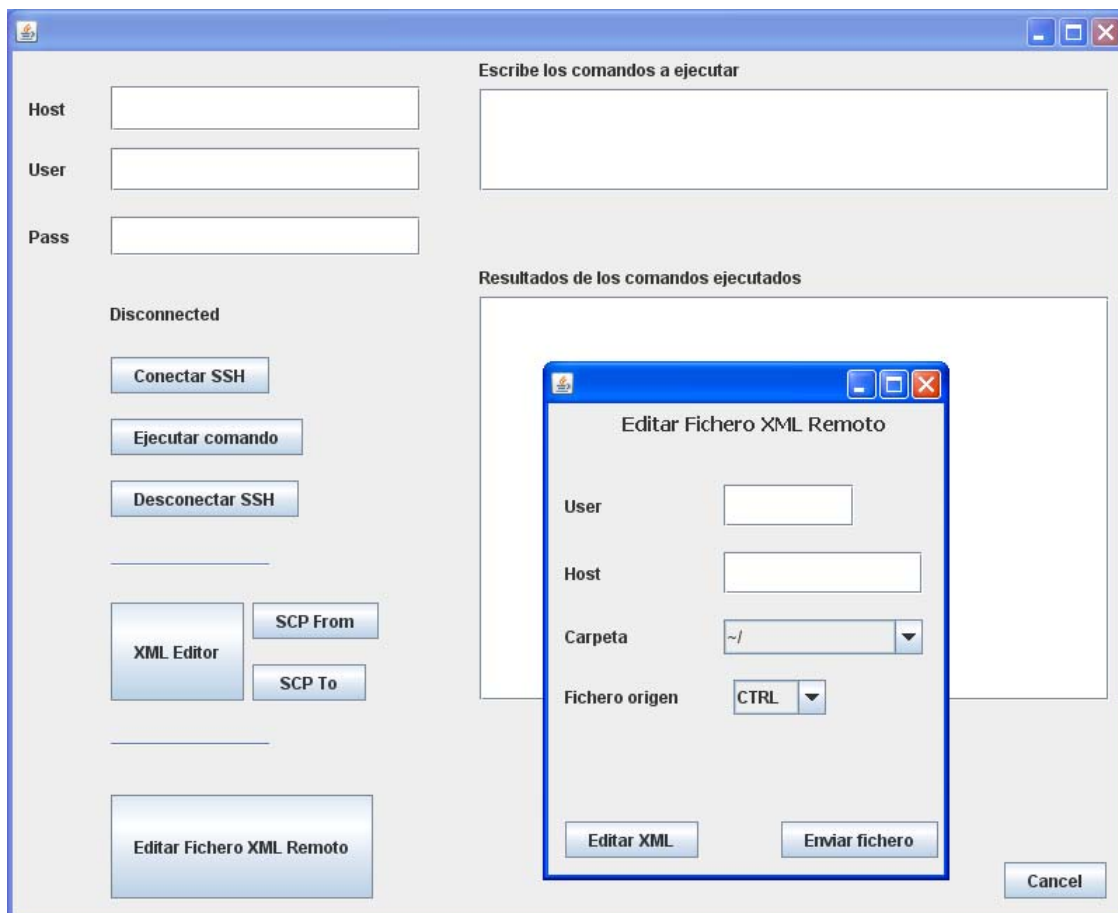 Host
User
Pass
Disconnected
Conectar SSH
Ejecutar comando
Desconectar SSH
XML Editor
SCP From
SCP To
Editar Fichero XML Remoto
Escribe los comandos a ejecutar
Resultados de los comandos ejecutados
Editar Fichero XML Remoto
User
Host
Carpeta ~/
Fichero origen CTRL
Editar XML Enviar fichero
Cancel